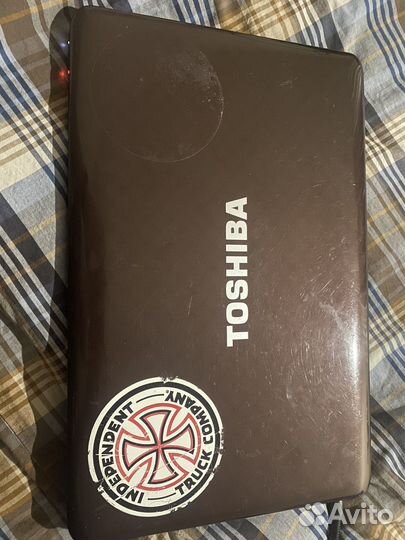 TOSHIBA
INDEPENDENT
TRUCK COMPANY
Avito